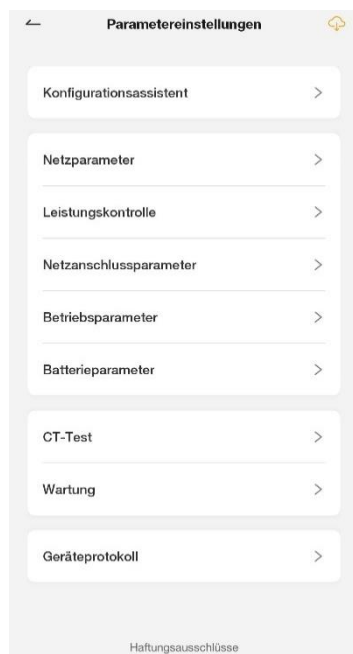 Parametereinstellungen
Konfigurationsassistent
Netzparameter
Leistungskontrolle
Netzanschlussparameter
Betriebsparameter
Batterieparameter
CT-Test
Wartung
Geräteprotokoll
Haftungsausschlüsse